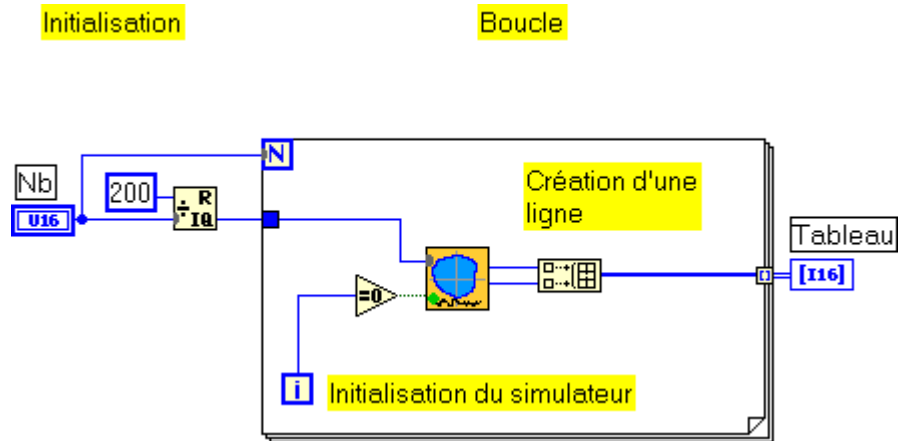 Initialisation
Boucle
N
Nb
200
R
IQ
U16
Création d'une
ligne
Tableau
[I16]
=0
i
Initialisation du simulateur